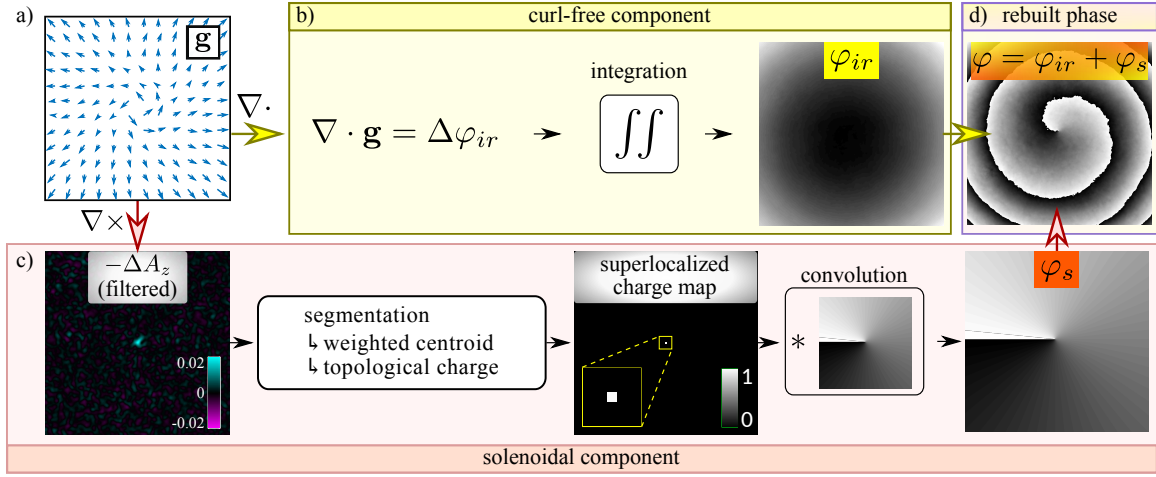 a)
g
∇·
∇×
b)
curl-free component
∇ · g = Δφ_ir
integration
∬
φ_ir
d)
rebuilt phase
φ = φ_ir + φ_s
c)
−ΔA_z
(filtered)
0.02
0
-0.02
segmentation
↳ weighted centroid
↳ topological charge
superlocalized
charge map
1
0
convolution
*
φ_s
solenoidal component